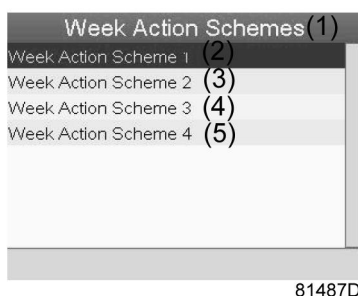 Week Action Schemes(1)
Week Action Scheme 1 (2)
Week Action Scheme 2 (3)
Week Action Scheme 3 (4)
Week Action Scheme 4 (5)
81487D